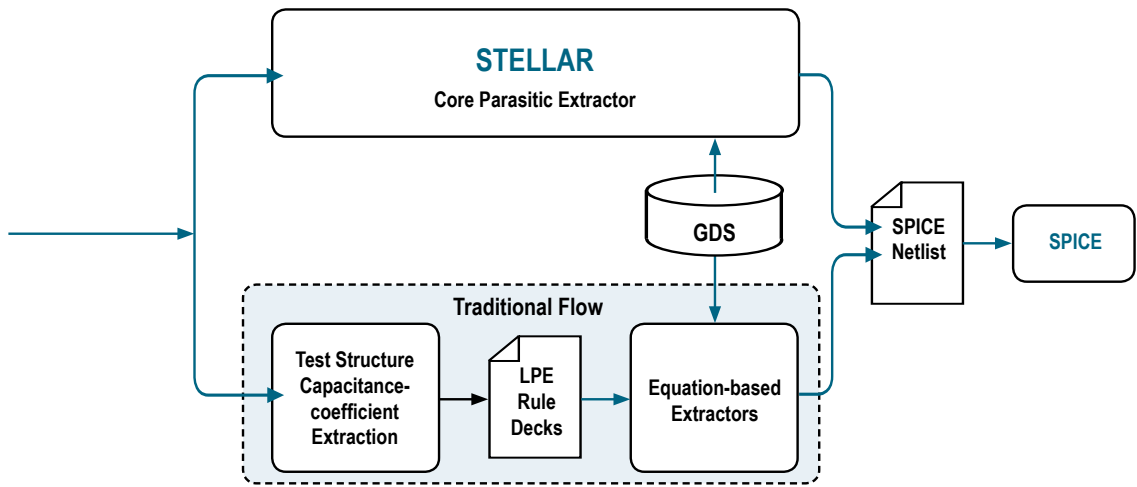 STELLAR
Core Parasitic Extractor
GDS
SPICE
Netlist
SPICE
Traditional Flow
Test Structure
Capacitance-
coefficient
Extraction
LPE
Rule
Decks
Equation-based
Extractors